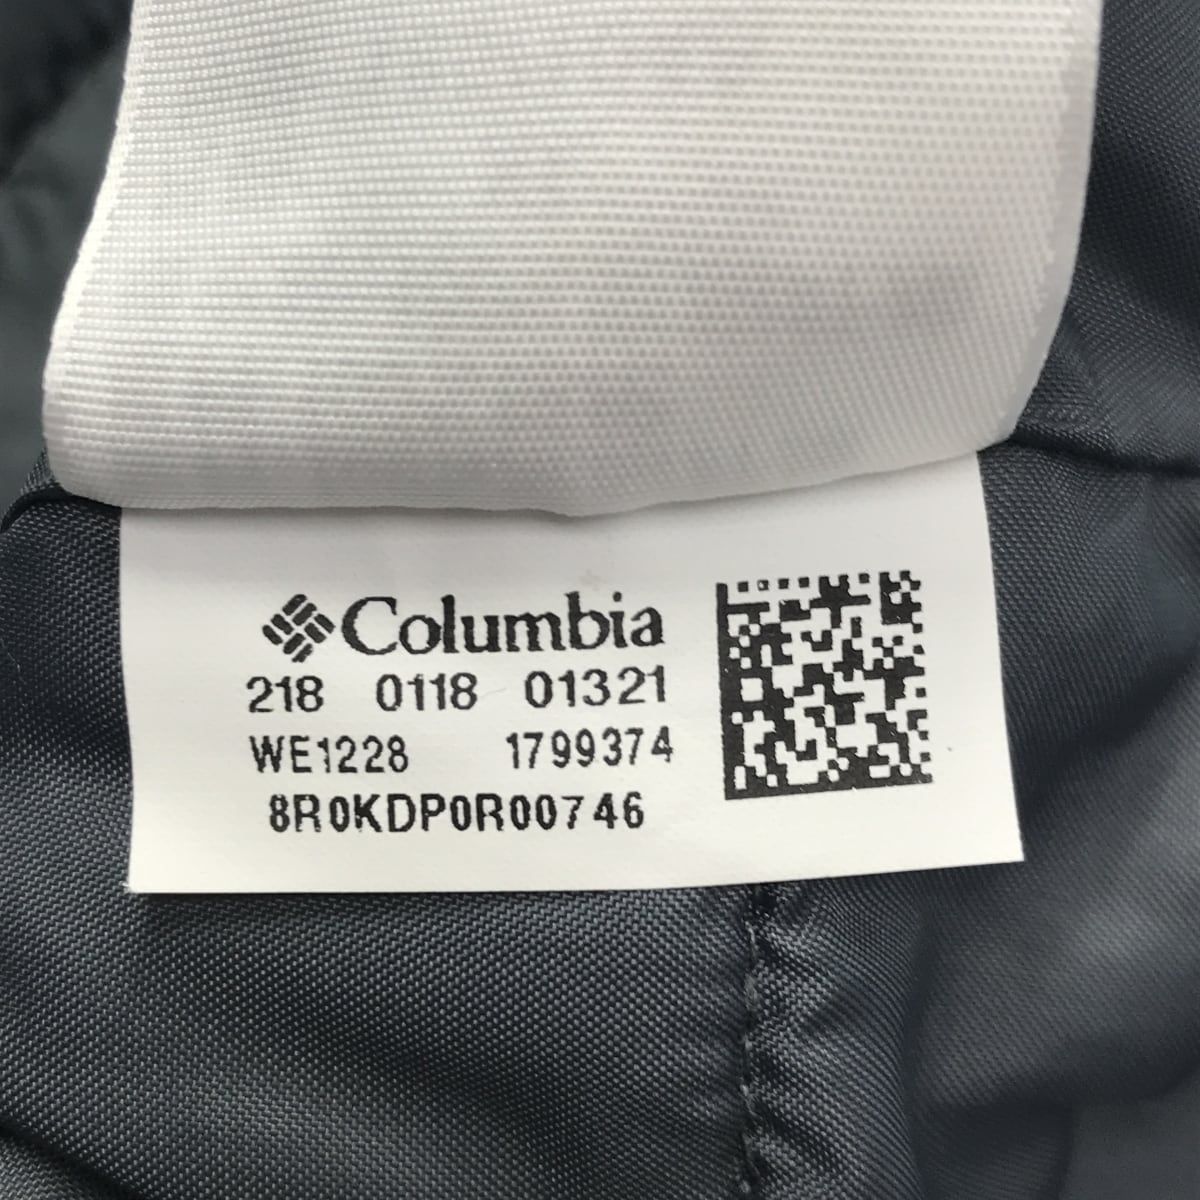 Columbia
218 0118 01321
WE1228 1799374
8R0KDP0R00746